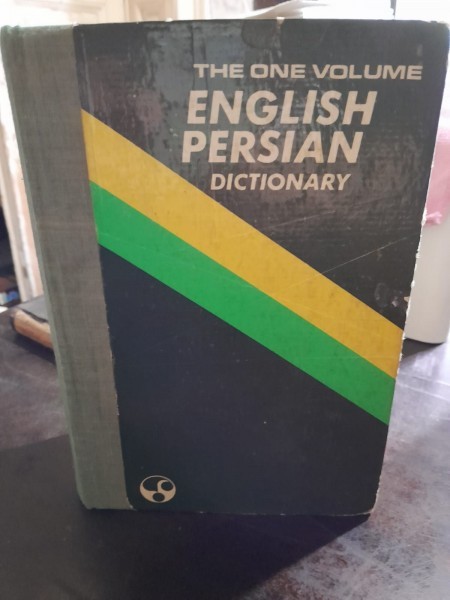 THE ONE VOLUME
ENGLISH
PERSIAN
DICTIONARY